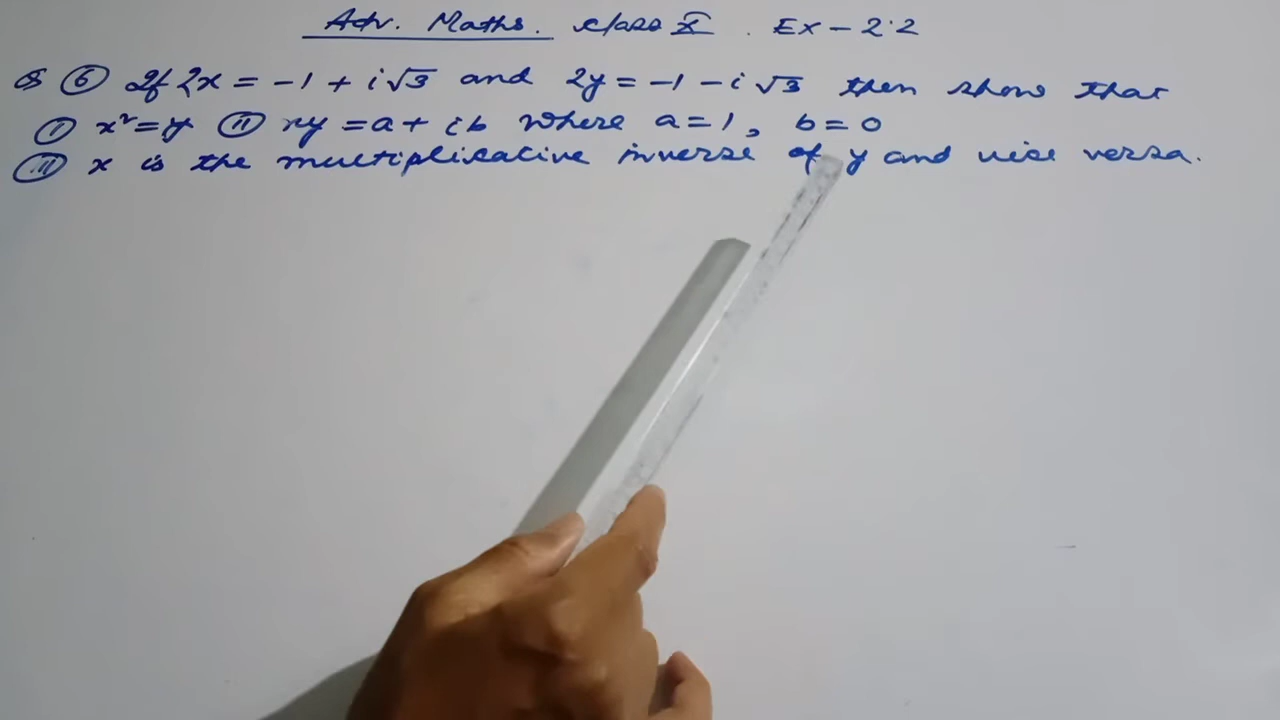 Adv. Maths. class X . Ex - 2.2
Q ⑥ If 2x = -1 + i√3 and 2y = -1 - i√3 then show that
Ⓘ x² = y ⓘⓘ xy = a + ib where a = 1, b = 0
ⓘⓘⓘ x is the multiplicative inverse of y and vice versa.